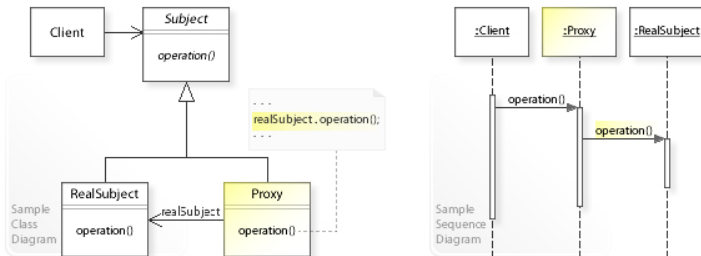 Subject
Client
operation()
. . .
realSubject.operation();
. . .
RealSubject
Proxy
realSubject
operation()
operation()
Sample
Class
Diagram
:Client
:Proxy
:RealSubject
operation()
operation()
Sample
Sequence
Diagram